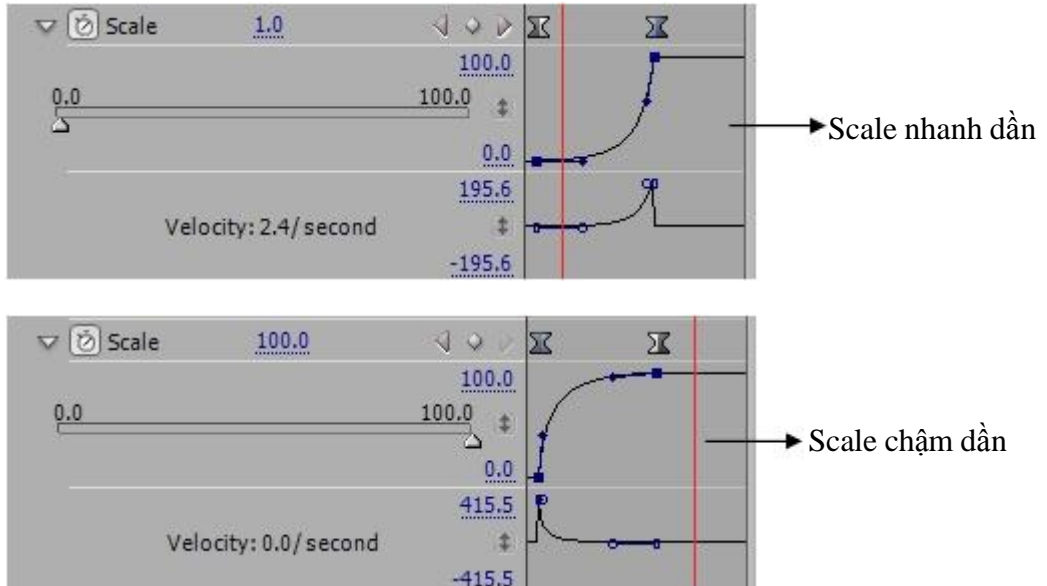 Scale 1.0
100.0
0.0 100.0
Scale nhanh dần
0.0
195.6
Velocity: 2.4/ second
-195.6
Scale 100.0
100.0
0.0 100.0
Scale chậm dần
0.0
415.5
Velocity: 0.0/ second
-415.5